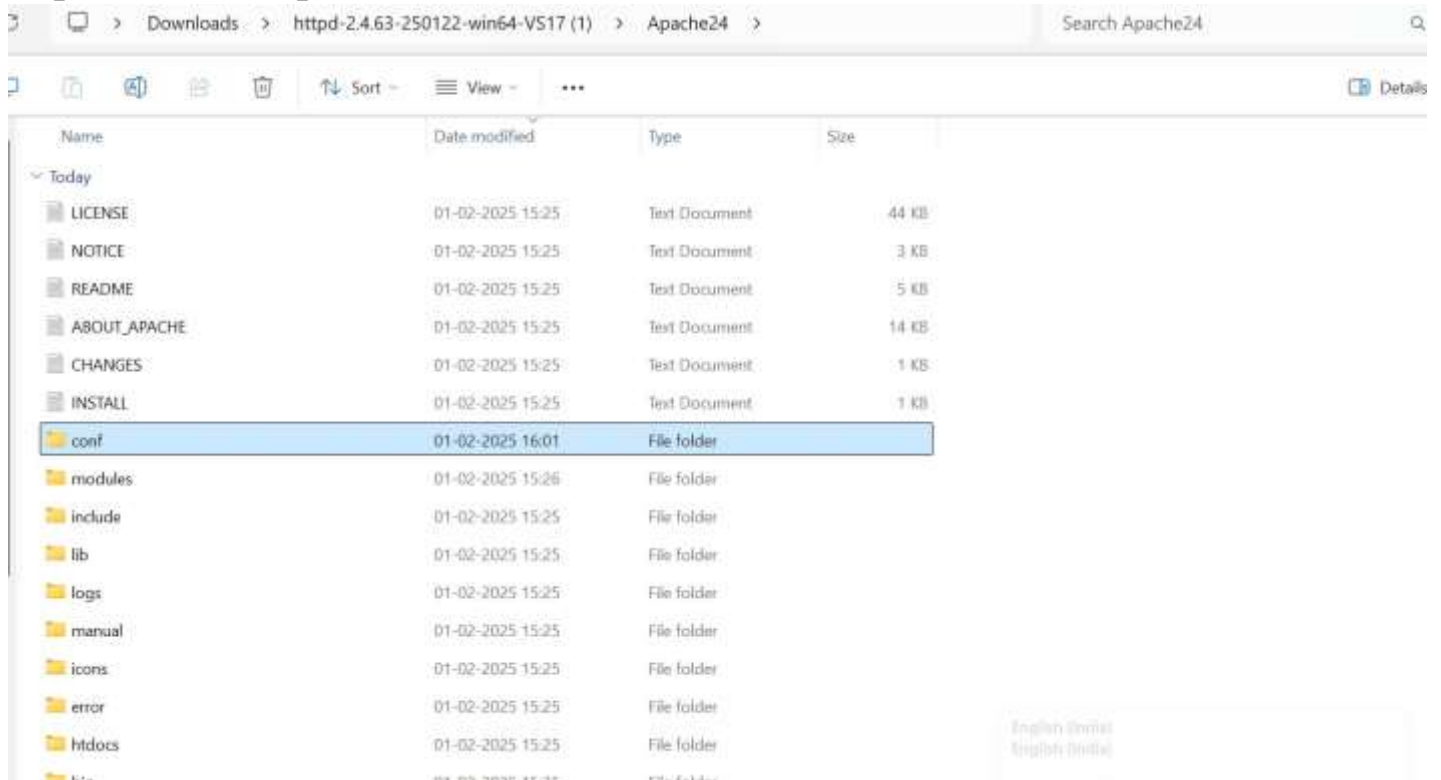 Downloads > httpd-2.4.63-250122-win64-VS17 (1) > Apache24 > Search Apache24
Sort View ... Details
Name Date modified Type Size
Today
LICENSE 01-02-2025 15:25 Text Document 44 KB
NOTICE 01-02-2025 15:25 Text Document 3 KB
README 01-02-2025 15:25 Text Document 5 KB
ABOUT_APACHE 01-02-2025 15:25 Text Document 14 KB
CHANGES 01-02-2025 15:25 Text Document 1 KB
INSTALL 01-02-2025 15:25 Text Document 1 KB
conf 01-02-2025 16:01 File folder
modules 01-02-2025 15:26 File folder
include 01-02-2025 15:25 File folder
lib 01-02-2025 15:25 File folder
logs 01-02-2025 15:25 File folder
manual 01-02-2025 15:25 File folder
icons 01-02-2025 15:25 File folder
error 01-02-2025 15:25 File folder
English (India)
htdocs 01-02-2025 15:25 File folder
English (India)